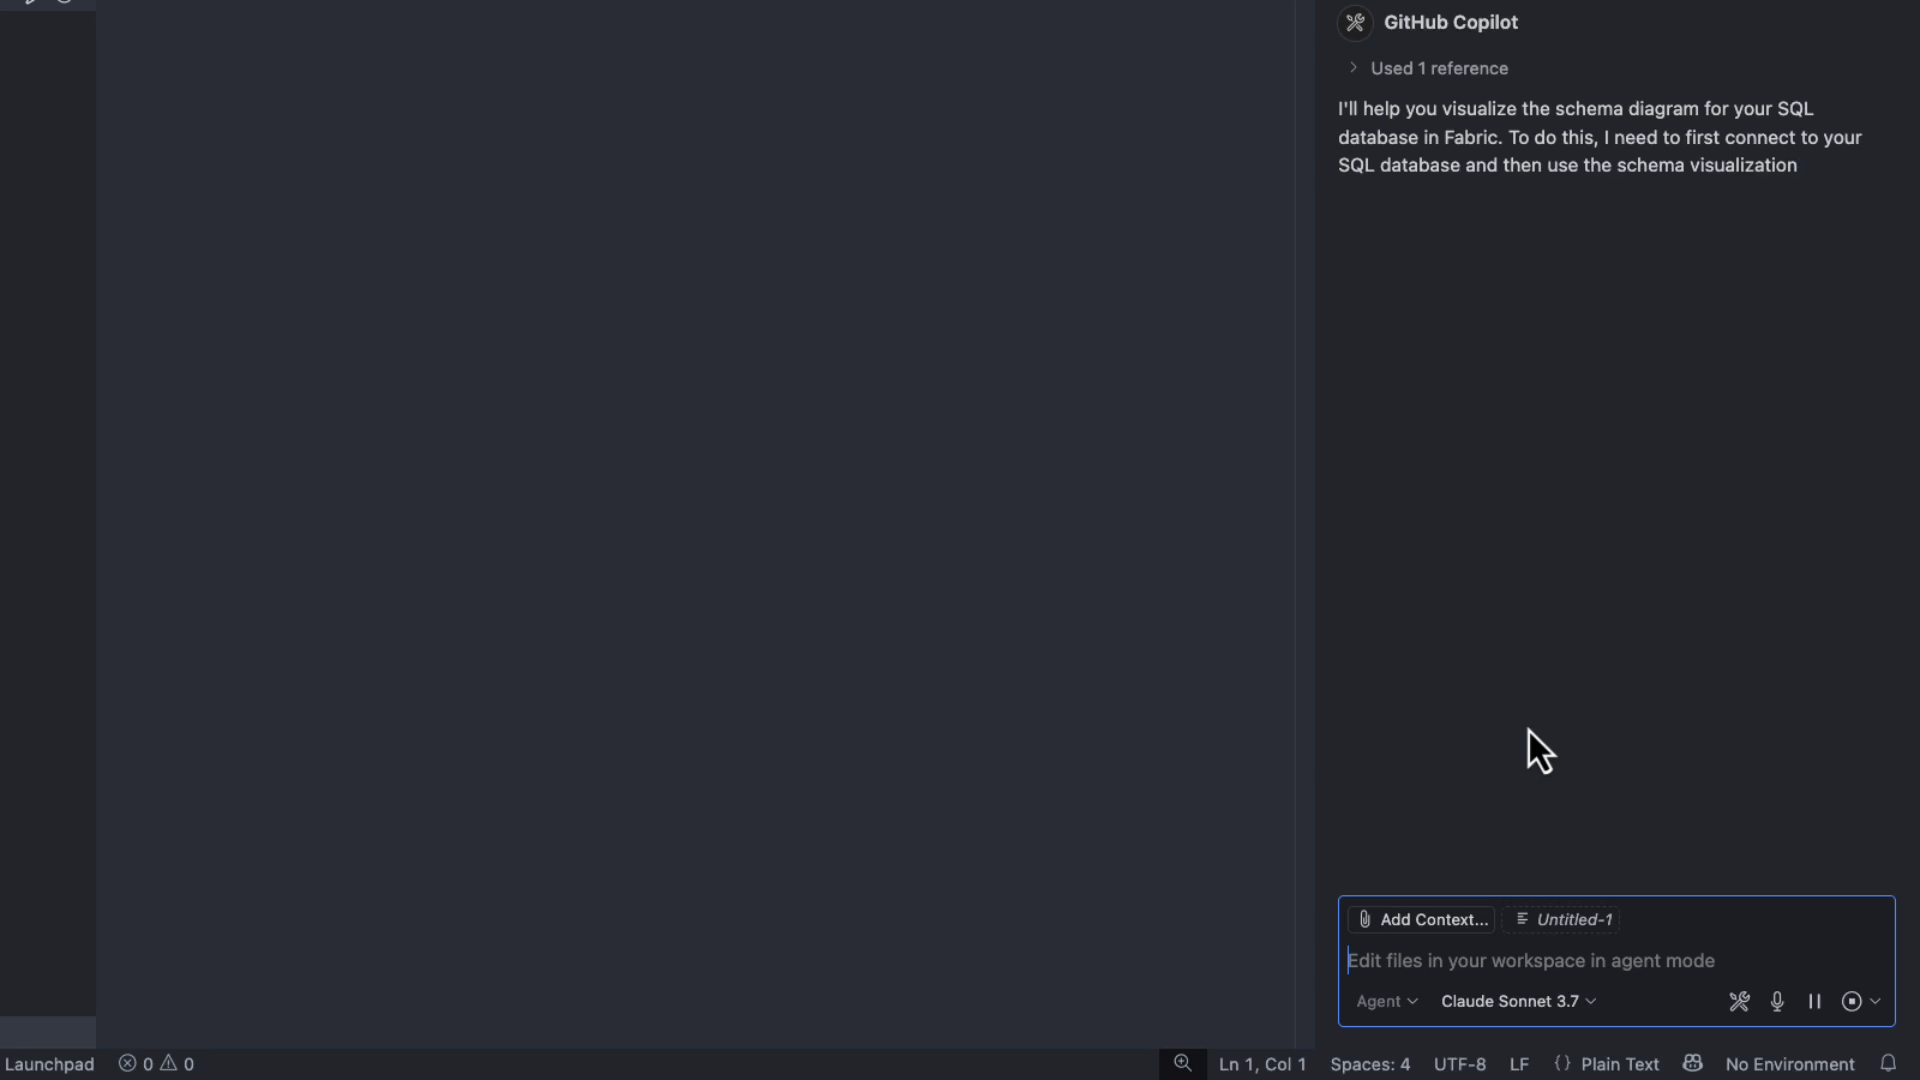 GitHub Copilot
Used 1 reference
I'll help you visualize the schema diagram for your SQL
database in Fabric. To do this, I need to first connect to your
SQL database and then use the schema visualization
Add Context...
Untitled-1
Edit files in your workspace in agent mode
Agent
Claude Sonnet 3.7
Launchpad
0
0
Ln 1, Col 1
Spaces: 4
UTF-8
LF
{} Plain Text
No Environment